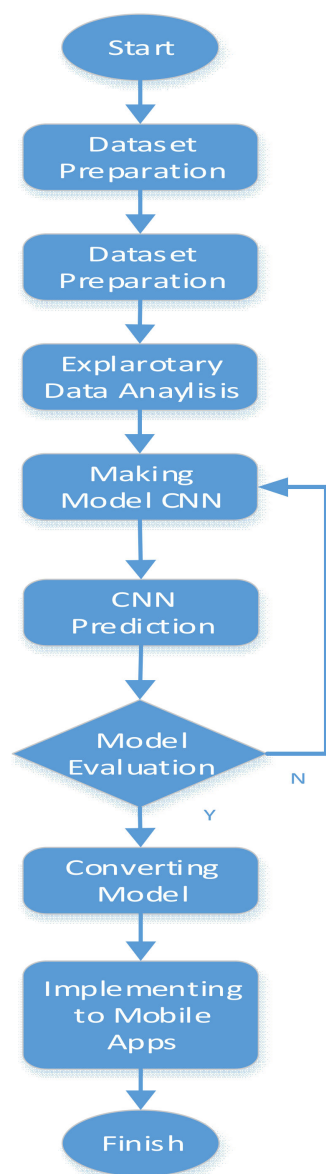 Start
Dataset
Preparation
Dataset
Preparation
Explarotary
Data Anaylisis
Making
Model CNN
CNN
Prediction
Model
Evaluation
N
Y
Converting
Model
Implementing
to Mobile
Apps
Finish